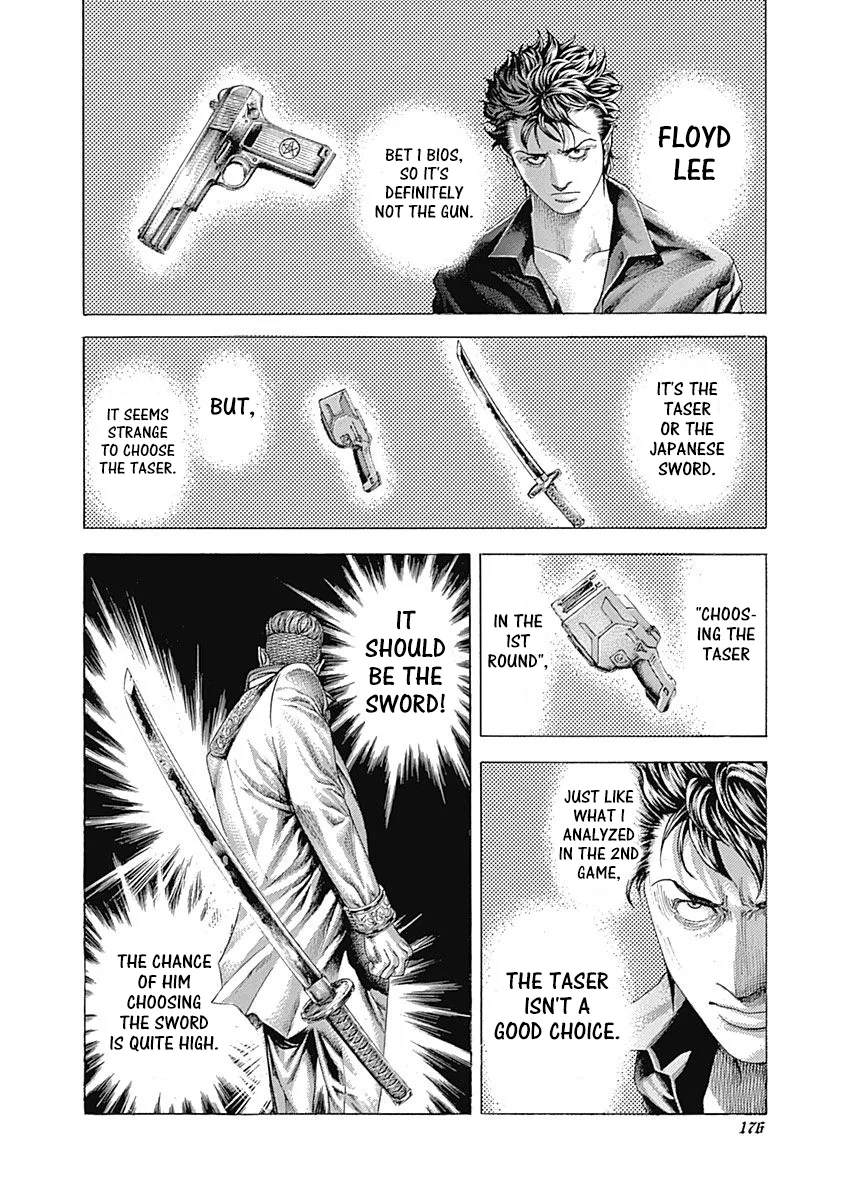 FLOYD
LEE
BET 1 BIOS,
SO IT'S
DEFINITELY
NOT THE GUN.
IT'S THE
TASER
OR THE
JAPANESE
SWORD.
BUT,
IT SEEMS
STRANGE
TO CHOOSE
THE TASER.
"CHOOS-
ING THE
TASER
IN THE
1ST
ROUND",
JUST LIKE
WHAT I
ANALYZED
IN THE 2ND
GAME,
THE TASER
ISN'T A
GOOD CHOICE.
IT
SHOULD
BE THE
SWORD!
THE CHANCE
OF HIM
CHOOSING
THE SWORD
IS QUITE HIGH.
176